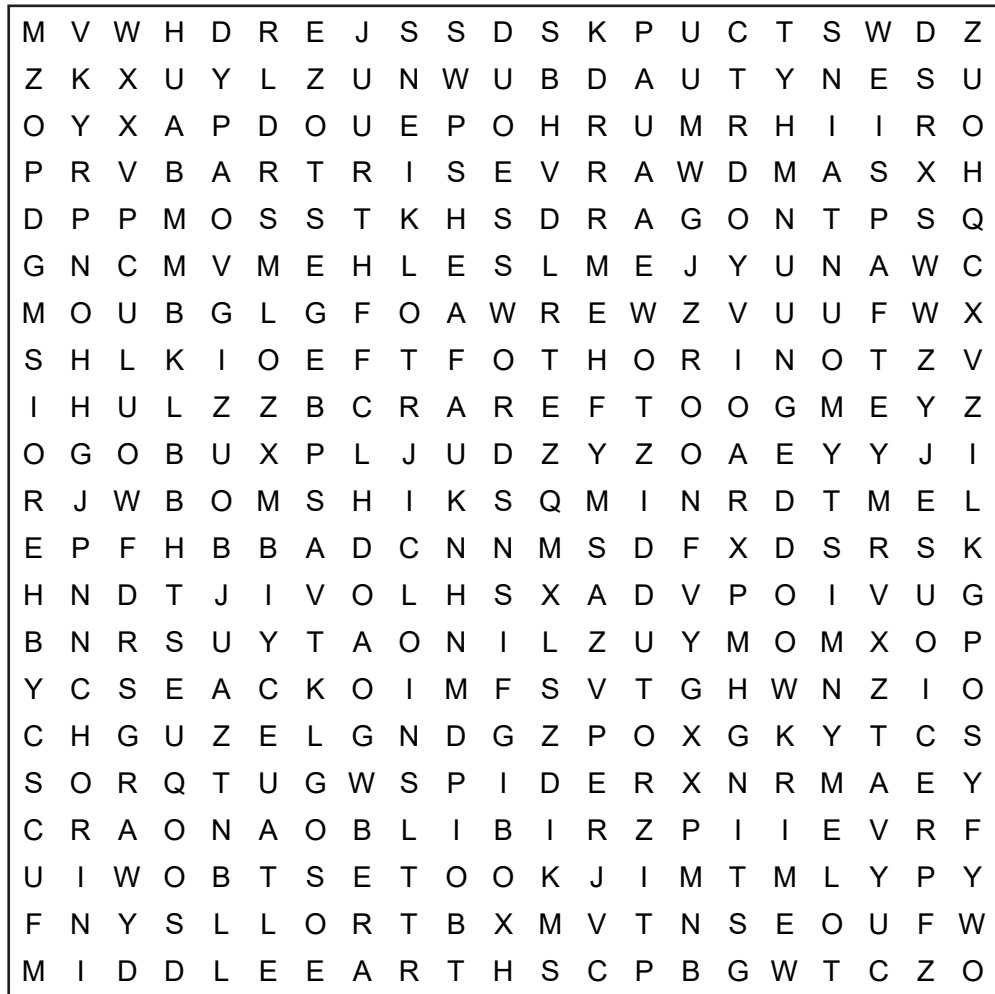 M V W H D R E J S S D S K P U C T S W D Z
Z K X U Y L Z U N W U B D A U T Y N E S U
O Y X A P D O U E P O H R U M R H I I R O
P R V B A R T R I S E V R A W D M A S X H
D P P M O S S T K H S D R A G O N T P S Q
G N C M V M E H L E S L M E J Y U N A W C
M O U B G L G F O A W R E W Z V U U F W X
S H L K I O E F T F O T H O R I N O T Z V
I H U L Z Z B C R A R E F T O O G M E Y Z
O G O B U X P L J U D Z Y Z O A E Y Y J I
R J W B O M S H I K S Q M I N R D T M E L
E P F H B B A D C N N M S D F X D S R S K
H N D T J I V O L H S X A D V P O I V U G
B N R S U Y T A O N I L Z U Y M O M X O P
Y C S E A C K O I M F S V T G H W N Z I O
C H G U Z E L G N D G Z P O X G K Y T C S
S O R Q T U G W S P I D E R X N R M A E Y
C R A O N A O B L I B I R Z P I I E V R F
U I W O B T S E T O O K J I M T M L Y P Y
F N Y S L L O R T B X M V T N S E O U F W
M I D D L E E A R T H S C P B G W T C Z O